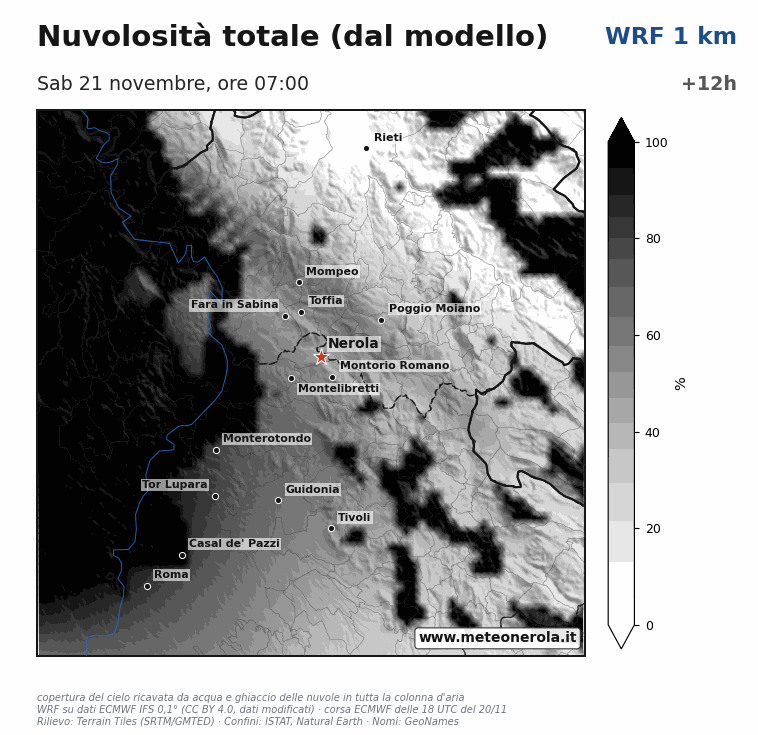 Nuvolosità totale (dal modello)
WRF 1 km
Sab 21 novembre, ore 07:00
+12h
Rieti
100
80
60
40
20
0
%
Mompeo
Toffia
Fara in Sabina
Poggio Moiano
Nerola
Montorio Romano
Montelibretti
Monterotondo
Tor Lupara
Guidonia
Tivoli
Casal de' Pazzi
Roma
www.meteonerola.it
copertura del cielo ricavata da acqua e ghiaccio delle nuvole in tutta la colonna d'aria
WRF su dati ECMWF IFS 0,1° (CC BY 4.0, dati modificati) · corsa ECMWF delle 18 UTC del 20/11
Rilievo: Terrain Tiles (SRTM/GMTED) · Confini: ISTAT, Natural Earth · Nomi: GeoNames